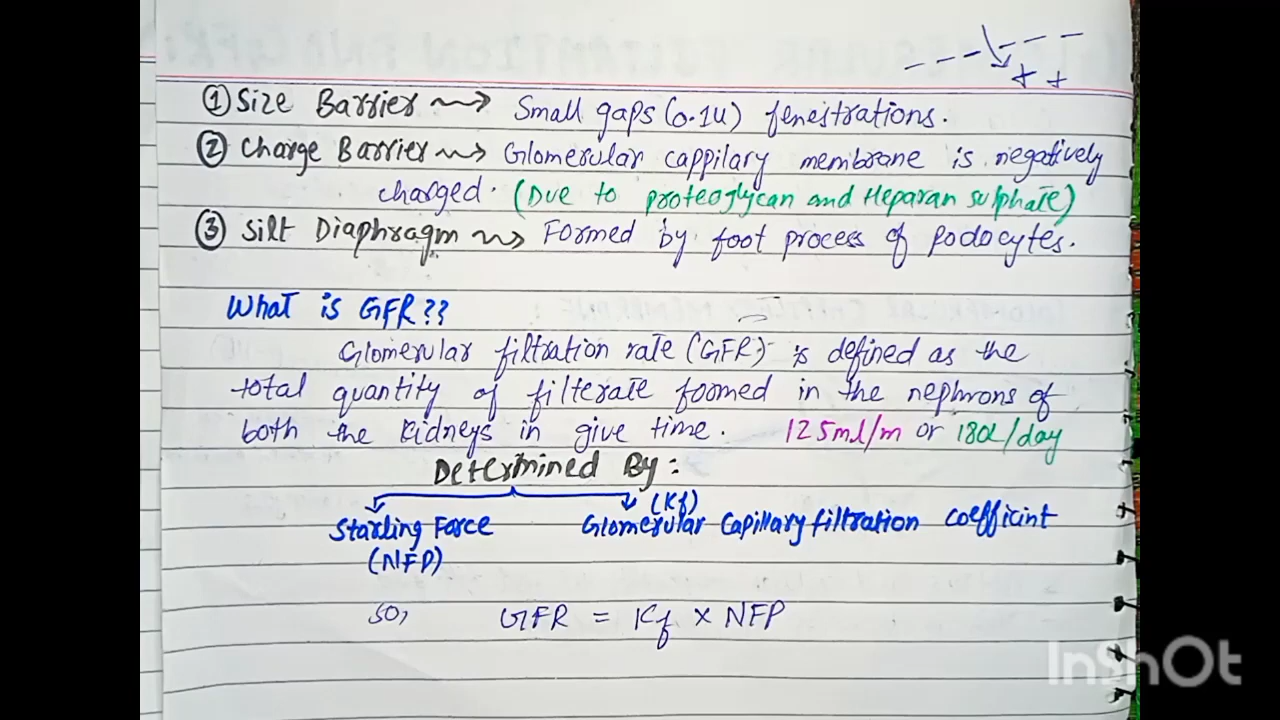 ① Size Barrier → Small gaps (0.1u) fenestrations.
② Charge Barrier → Glomerular cappilary membrane is negatively
charged. (Due to proteoglycan and Heparan sulphate)
③ Silt Diaphragm → Formed by foot process of Podocytes.
What is GFR??
Glomerular filtration rate (GFR) is defined as the
total quantity of filterate foomed in the nephrons of
both the kidneys in give time. 125ml/m or 180L/day
Determined By:
Starling Force (Kf) Glomerular Capillary filtration coefficint
(NFP)
so, GFR = Kf × NFP
InShOt